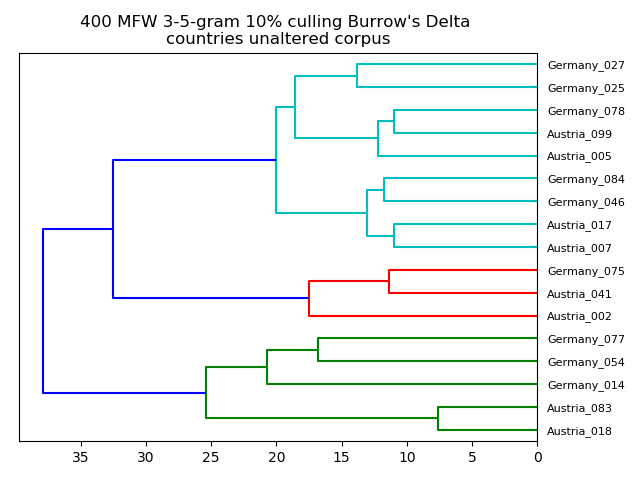 400 MFW 3-5-gram 10% culling Burrow's Delta
countries unaltered corpus
Germany_027
Germany_025
Germany_078
Austria_099
Austria_005
Germany_084
Germany_046
Austria_017
Austria_007
Germany_075
Austria_041
Austria_002
Germany_077
Germany_054
Germany_014
Austria_083
Austria_018
35 30 25 20 15 10 5 0